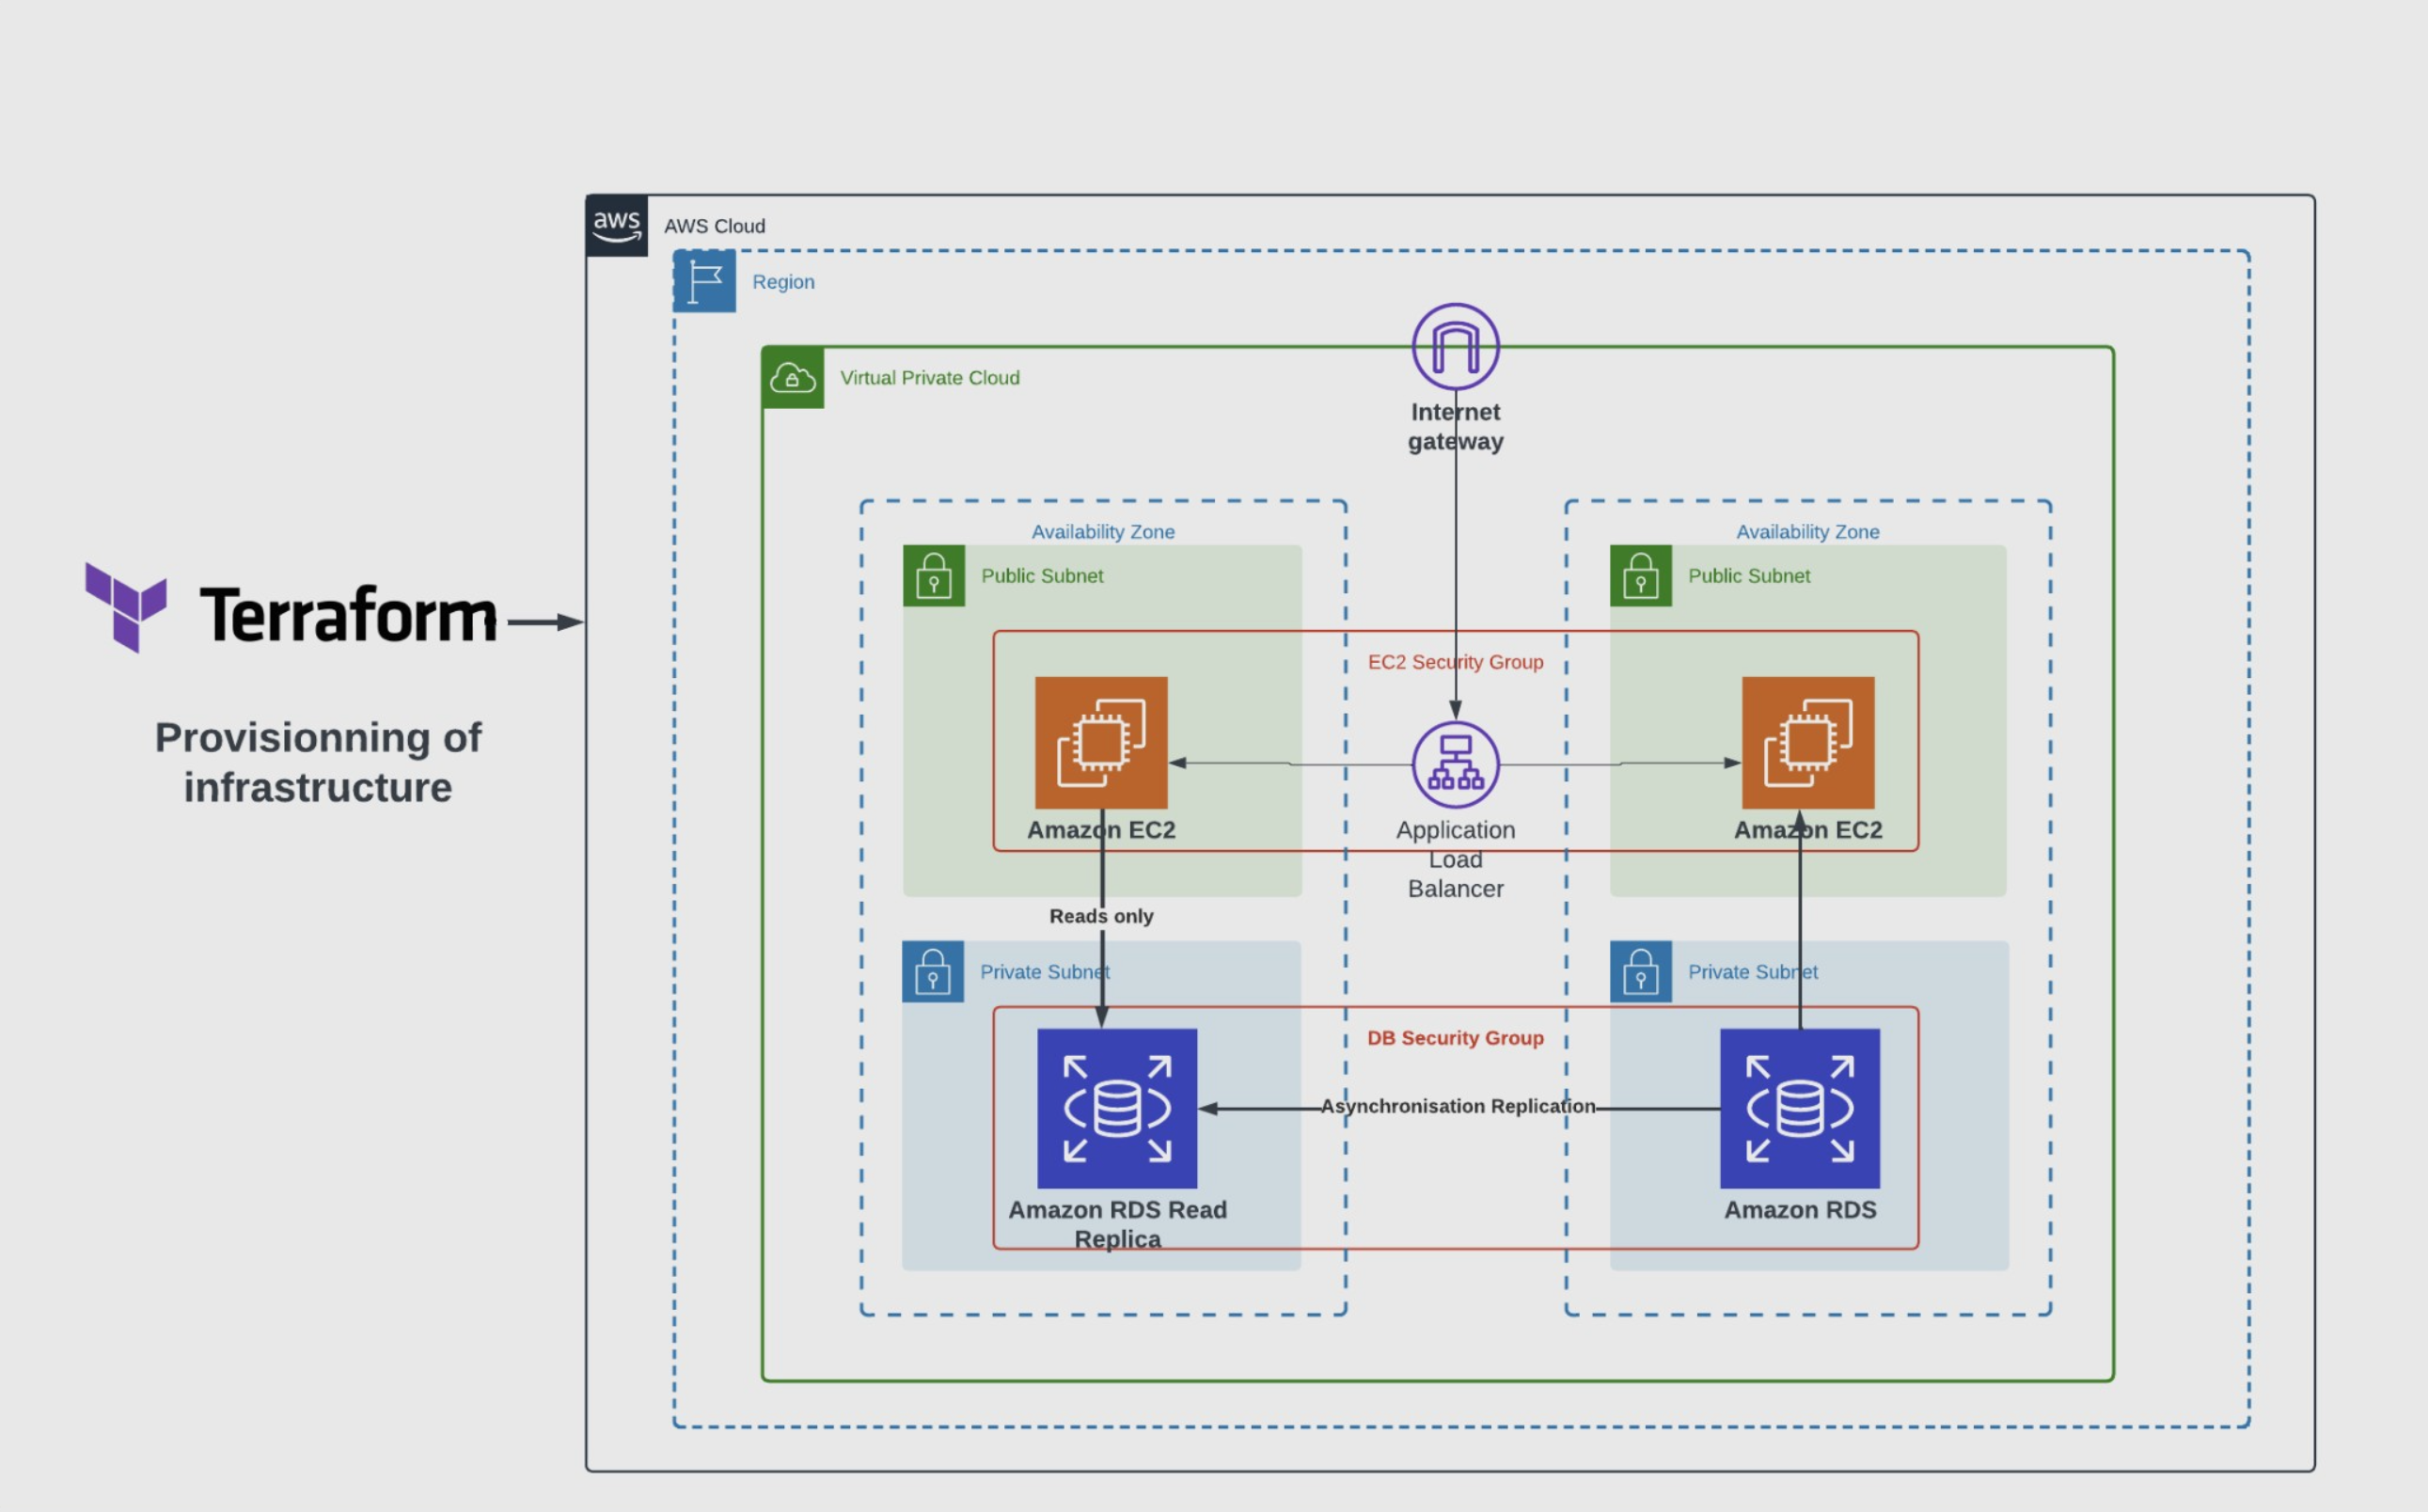 aws
AWS Cloud
Region
Virtual Private Cloud
Internet
gateway
Availability Zone
Availability Zone
Public Subnet
Public Subnet
Terraform
Provisionning of
infrastructure
EC2 Security Group
Amazon EC2
Application
Load
Balancer
Amazon EC2
Reads only
Private Subnet
Private Subnet
DB Security Group
Asynchronisation Replication
Amazon RDS Read
Replica
Amazon RDS